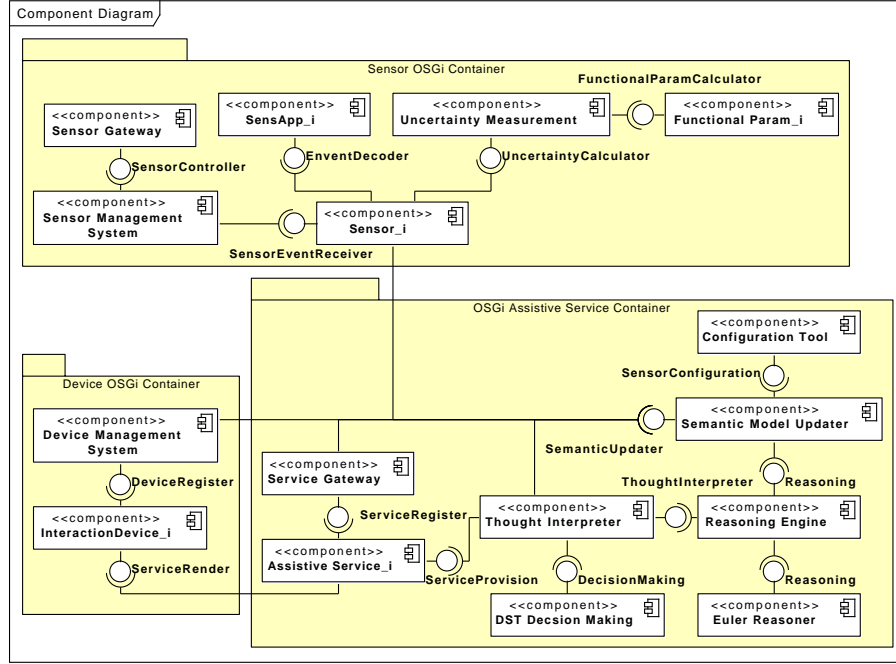 Component Diagram
Sensor OSGi Container
FunctionalParamCalculator
<<component>>
Sensor Gateway
<<component>>
SensApp_i
<<component>>
Uncertainty Measurement
<<component>>
Functional Param_i
SensorController
EnventDecoder
UncertaintyCalculator
<<component>>
Sensor Management
System
<<component>>
Sensor_i
SensorEventReceiver
OSGi Assistive Service Container
<<component>>
Configuration Tool
SensorConfiguration
Device OSGi Container
<<component>>
Device Management
System
<<component>>
Semantic Model Updater
SemanticUpdater
<<component>>
Service Gateway
DeviceRegister
ThoughtInterpreter
Reasoning
<<component>>
InteractionDevice_i
ServiceRegister
<<component>>
Thought Interpreter
<<component>>
Reasoning Engine
<<component>>
Assistive Service_i
ServiceRender
ServiceProvision
DecisionMaking
Reasoning
<<component>>
DST Decsion Making
<<component>>
Euler Reasoner